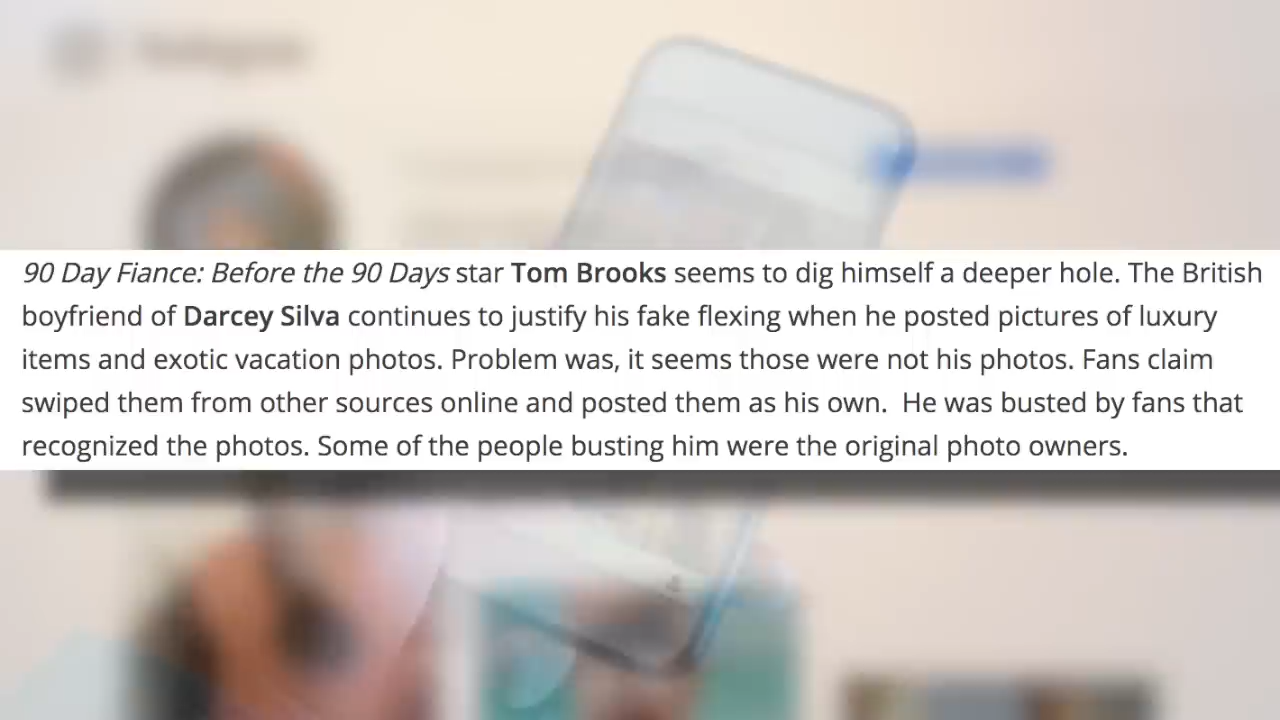 90 Day Fiance: Before the 90 Days star Tom Brooks seems to dig himself a deeper hole. The British
boyfriend of Darcey Silva continues to justify his fake flexing when he posted pictures of luxury
items and exotic vacation photos. Problem was, it seems those were not his photos. Fans claim
swiped them from other sources online and posted them as his own.  He was busted by fans that
recognized the photos. Some of the people busting him were the original photo owners.